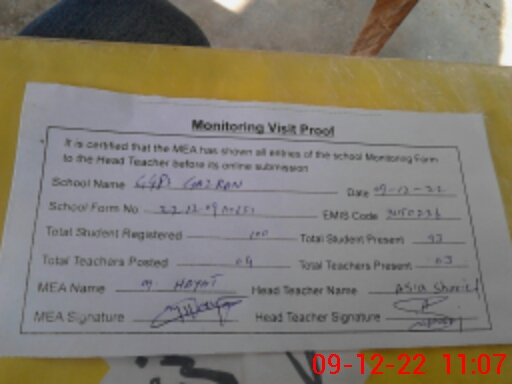 Monitoring Visit Proof
It is certified that the MEA has shown all entries of the school Monitoring Form
to the Head Teacher before its online submission
School Name Date 09-12-22
School Form No EMIS Code
Total Student Registered 100 Total Student Present 93
Total Teachers Posted 04 Total Teachers Present 03
MEA Name M. HAYAT Head Teacher Name Asia
MEA Signature Head Teacher Signature
09-12-22 11:07